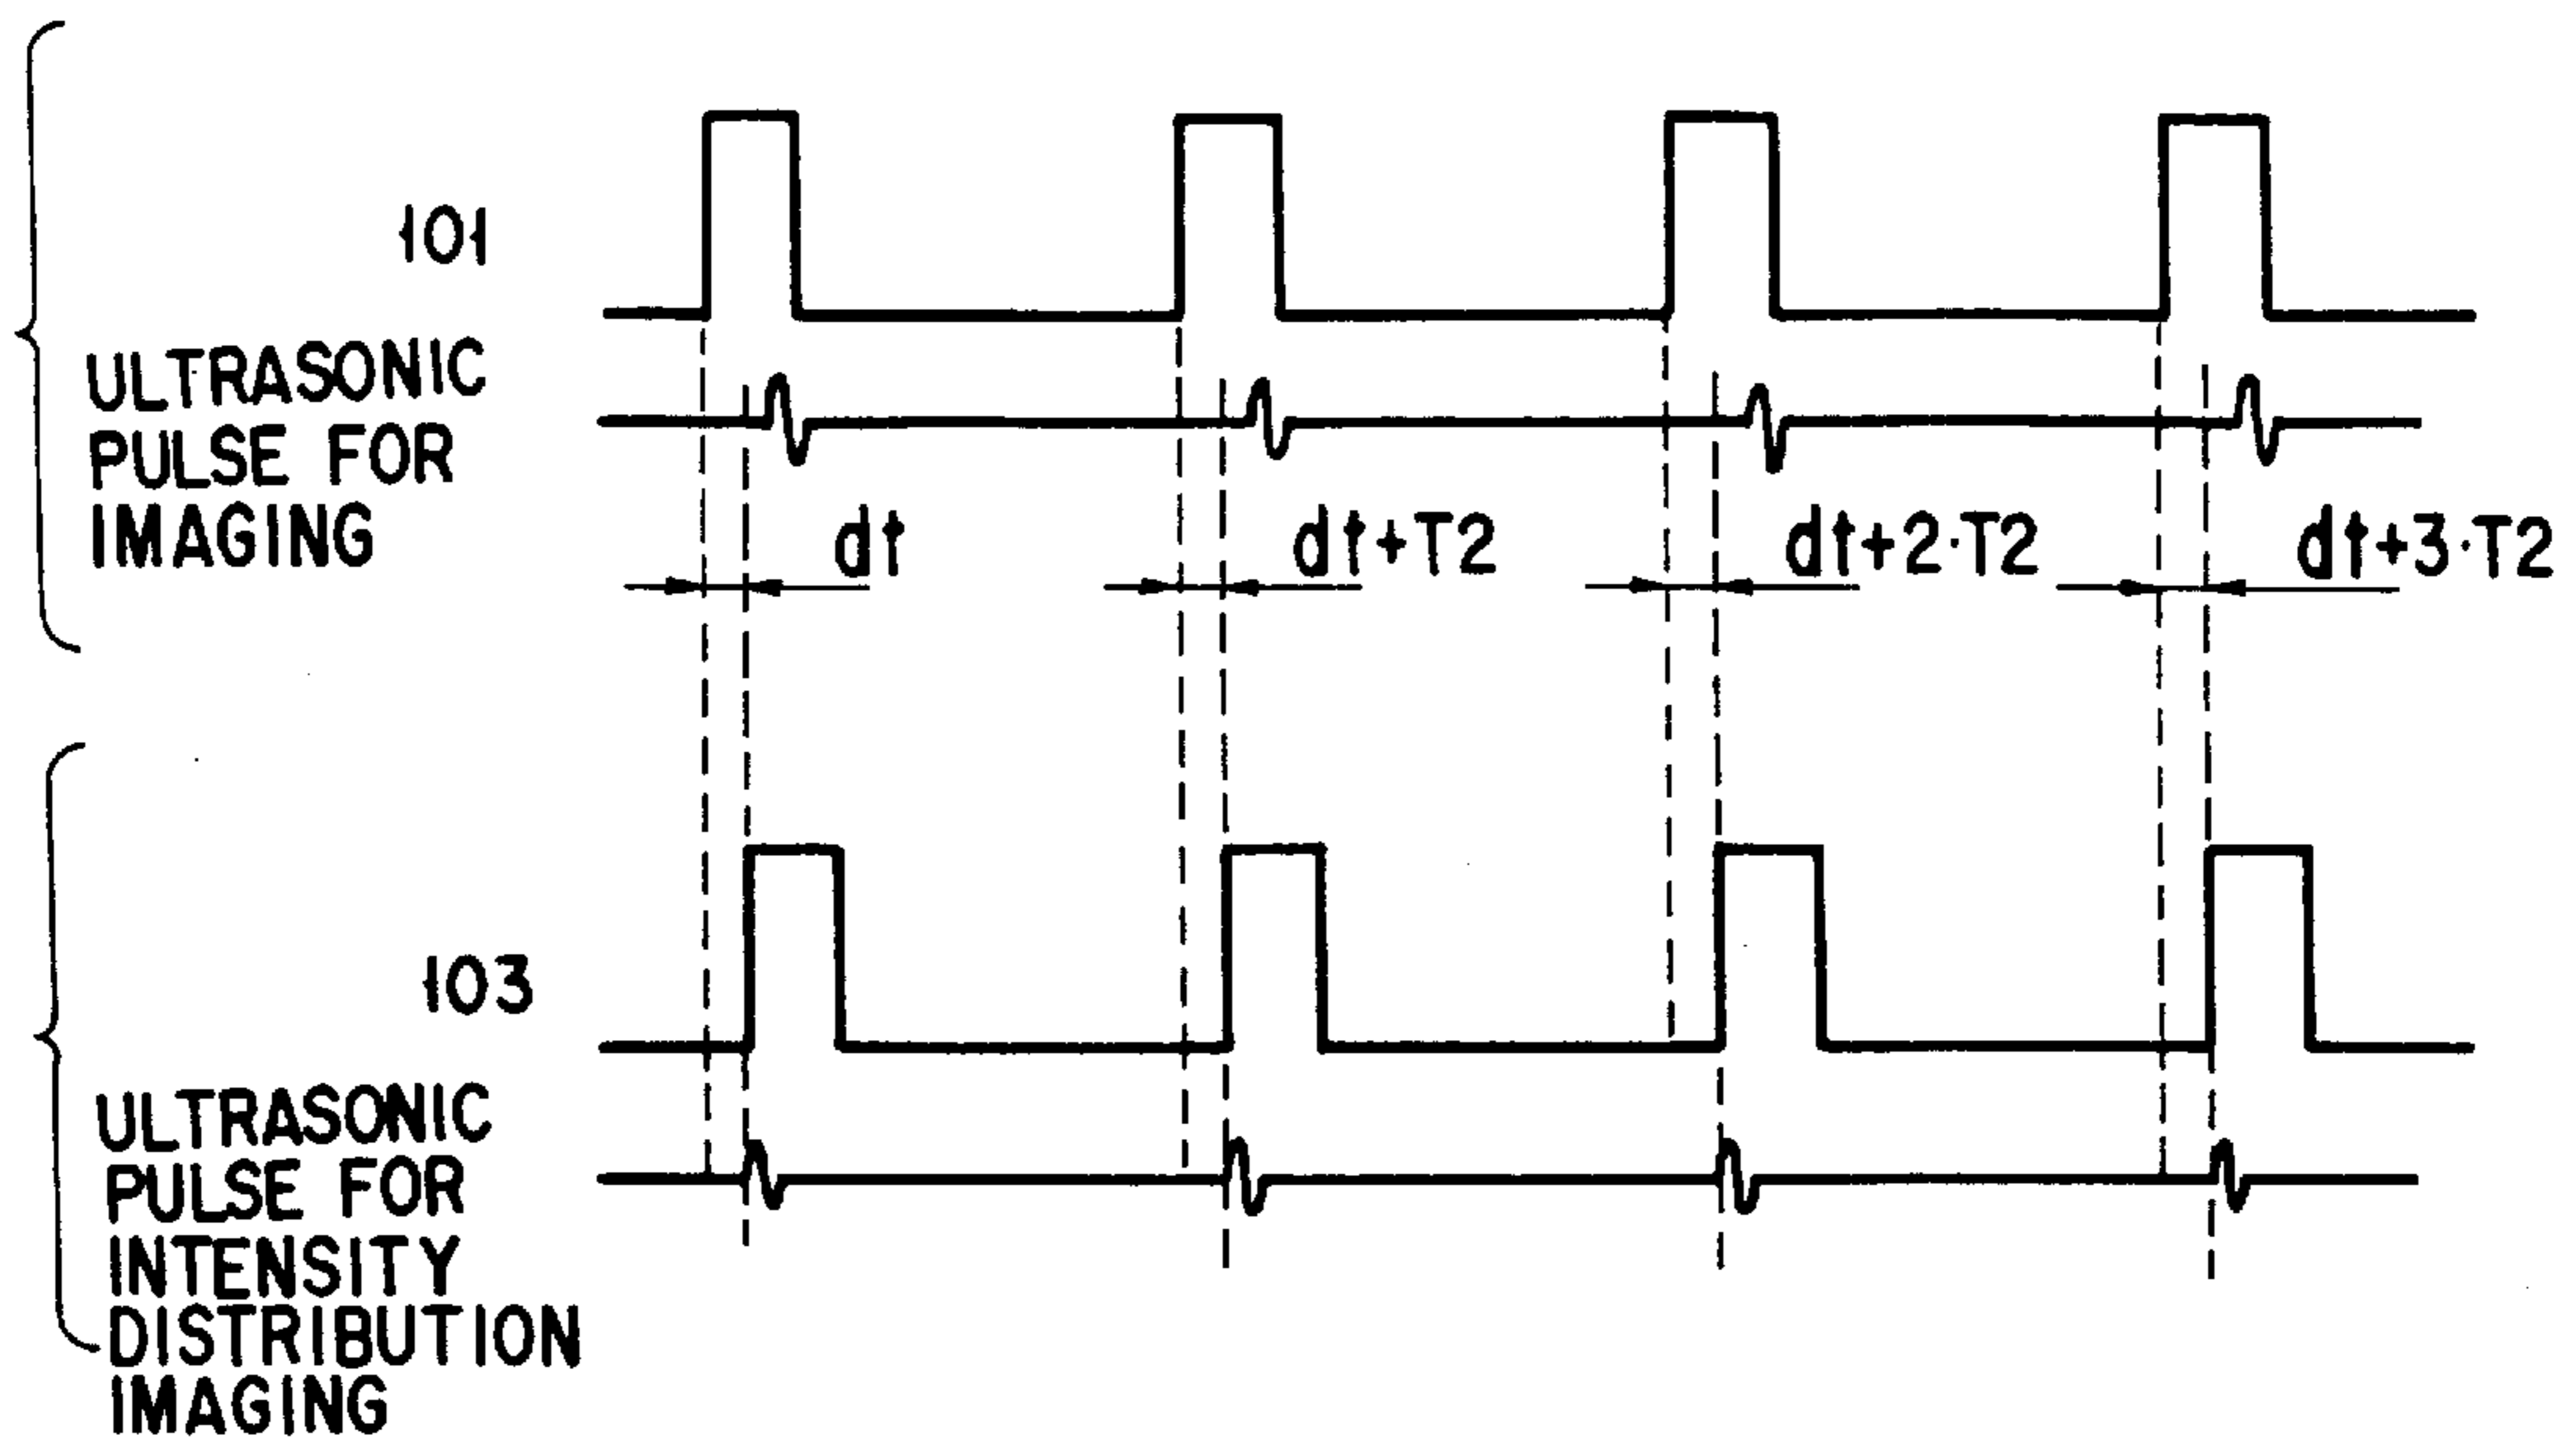 101
ULTRASONIC
PULSE FOR
IMAGING
dt
dt+T2
dt+2·T2
dt+3·T2
103
ULTRASONIC
PULSE FOR
INTENSITY
DISTRIBUTION
IMAGING